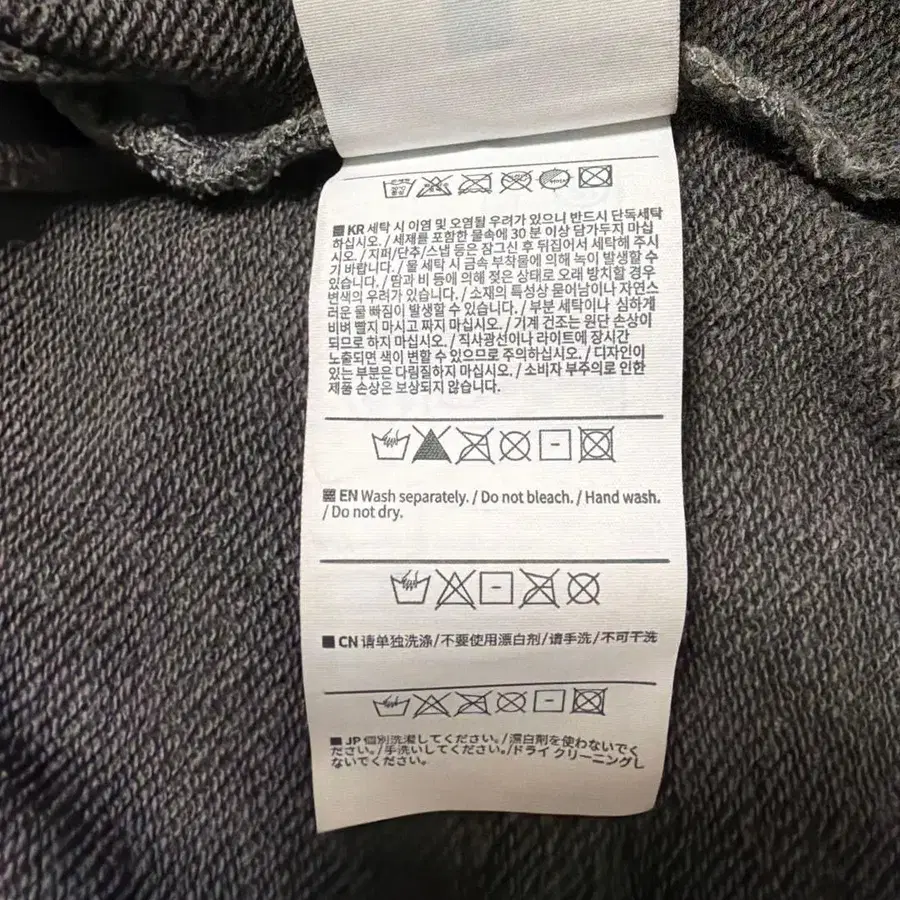 KR 세탁 시 이염 및 오염될 우려가 있으니 반드시 단독세탁
하십시오. / 세제를 포함한 물속에 30 분 이상 담가두지 마십
시오. / 지퍼/단추/스냅 등은 잠그신 후 뒤집어서 세탁해 주시
기 바랍니다. / 물 세탁 시 금속 부착물에 의해 녹이 발생할 수
있습니다. / 땀과 비 등에 의해 젖은 상태로 오래 방치할 경우
변색의 우려가 있습니다. / 소재의 특성상 묻어남이나 자연스
러운 물 빠짐이 발생할 수 있습니다. / 부분 세탁이나 심하게
비벼 빨지 마시고 짜지 마십시오. / 기계 건조는 원단 손상이
되므로 하지 마십시오. / 직사광선이나 라이트에 장시간
노출되면 색이 변할 수 있으므로 주의하십시오. / 디자인이
있는 부분은 다림질하지 마십시오. / 소비자 부주의로 인한
제품 손상은 보상되지 않습니다.
EN Wash separately. / Do not bleach. / Hand wash.
/ Do not dry.
CN 请单独洗涤/不要使用漂白剂/请手洗/不可干洗
JP 個別洗濯してください。/漂白剤を使わないでく
ださい。/手洗いしてください。/ドライ クリーニングし
ないでください。